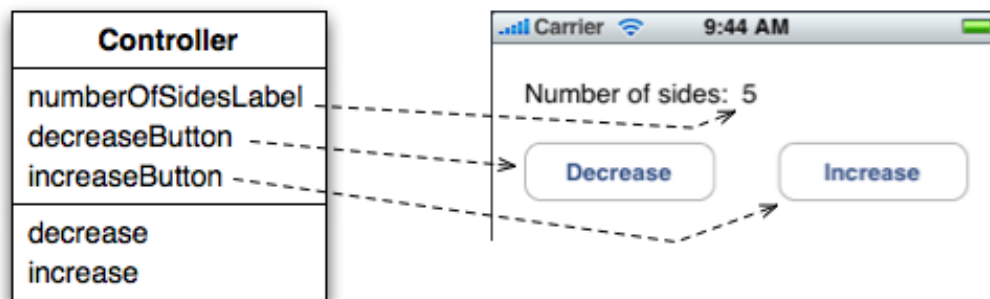 Controller
numberOfSidesLabel
decreaseButton
increaseButton
decrease
increase
Carrier 9:44 AM
Number of sides: 5
Decrease Increase